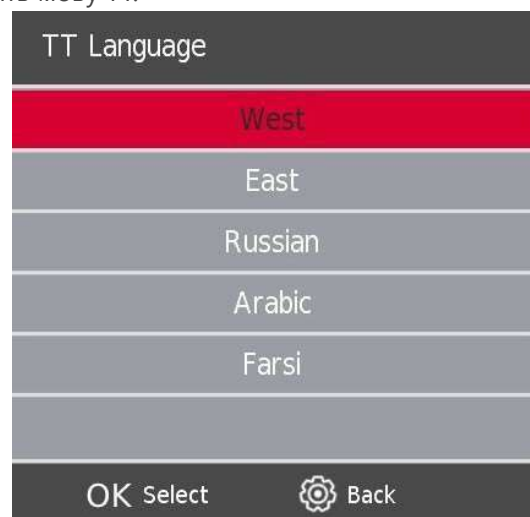 TT Language
West
East
Russian
Arabic
Farsi
OK Select Back